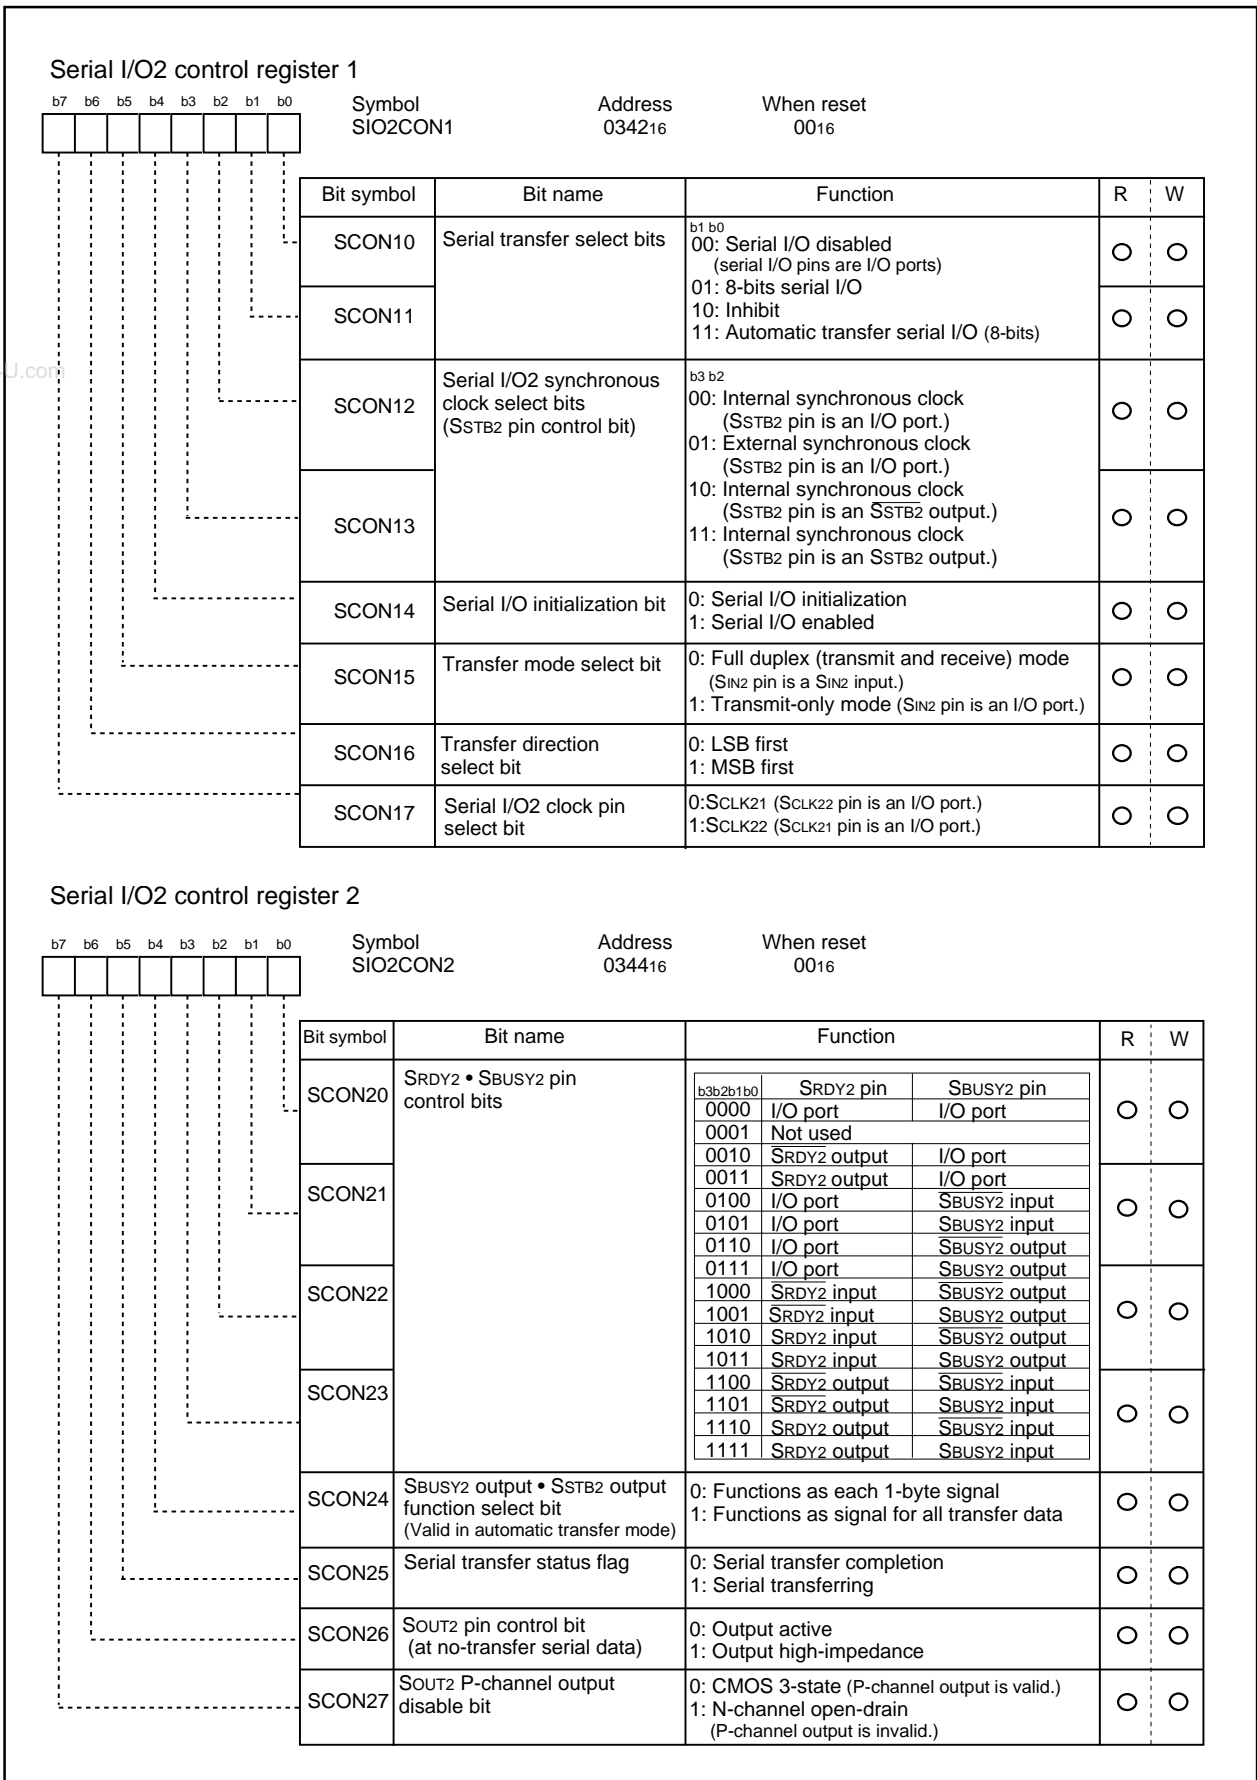 Serial I/O2 control register 1
b7 b6 b5 b4 b3 b2 b1 b0
Symbol Address When reset
SIO2CON1 034216 0016
Bit symbol Bit name Function R W
SCON10 Serial transfer select bits
b1 b0
00: Serial I/O disabled
(serial I/O pins are I/O ports)
01: 8-bits serial I/O
SCON11
10: Inhibit
11: Automatic transfer serial I/O (8-bits)
U.com
SCON12
Serial I/O2 synchronous
clock select bits
(SSTB2 pin control bit)
b3 b2
00: Internal synchronous clock
(SSTB2 pin is an I/O port.)
01: External synchronous clock
(SSTB2 pin is an I/O port.)
SCON13
10: Internal synchronous clock
(SSTB2 pin is an S̅S̅T̅B̅2̅ output.)
11: Internal synchronous clock
(SSTB2 pin is an SSTB2 output.)
SCON14 Serial I/O initialization bit
0: Serial I/O initialization
1: Serial I/O enabled
SCON15 Transfer mode select bit
0: Full duplex (transmit and receive) mode
(SIN2 pin is a SIN2 input.)
1: Transmit-only mode (SIN2 pin is an I/O port.)
SCON16
Transfer direction
select bit
0: LSB first
1: MSB first
SCON17
Serial I/O2 clock pin
select bit
0:SCLK21 (SCLK22 pin is an I/O port.)
1:SCLK22 (SCLK21 pin is an I/O port.)
Serial I/O2 control register 2
b7 b6 b5 b4 b3 b2 b1 b0
Symbol Address When reset
SIO2CON2 034416 0016
Bit symbol Bit name Function R W
SCON20
SRDY2 • SBUSY2 pin
control bits
SCON21
SCON22
SCON23
b3b2b1b0 SRDY2 pin SBUSY2 pin
0000 I/O port I/O port
0001 Not used
0010 S̅R̅D̅Y̅2̅ output I/O port
0011 SRDY2 output I/O port
0100 I/O port S̅B̅U̅S̅Y̅2̅ input
0101 I/O port SBUSY2 input
0110 I/O port S̅B̅U̅S̅Y̅2̅ output
0111 I/O port SBUSY2 output
1000 S̅R̅D̅Y̅2̅ input S̅B̅U̅S̅Y̅2̅ output
1001 S̅R̅D̅Y̅2̅ input SBUSY2 output
1010 SRDY2 input S̅B̅U̅S̅Y̅2̅ output
1011 SRDY2 input SBUSY2 output
1100 S̅R̅D̅Y̅2̅ output S̅B̅U̅S̅Y̅2̅ input
1101 S̅R̅D̅Y̅2̅ output SBUSY2 input
1110 SRDY2 output S̅B̅U̅S̅Y̅2̅ input
1111 SRDY2 output SBUSY2 input
SCON24
SBUSY2 output • SSTB2 output
function select bit
(Valid in automatic transfer mode)
0: Functions as each 1-byte signal
1: Functions as signal for all transfer data
SCON25 Serial transfer status flag
0: Serial transfer completion
1: Serial transferring
SCON26
SOUT2 pin control bit
(at no-transfer serial data)
0: Output active
1: Output high-impedance
SCON27
SOUT2 P-channel output
disable bit
0: CMOS 3-state (P-channel output is valid.)
1: N-channel open-drain
(P-channel output is invalid.)